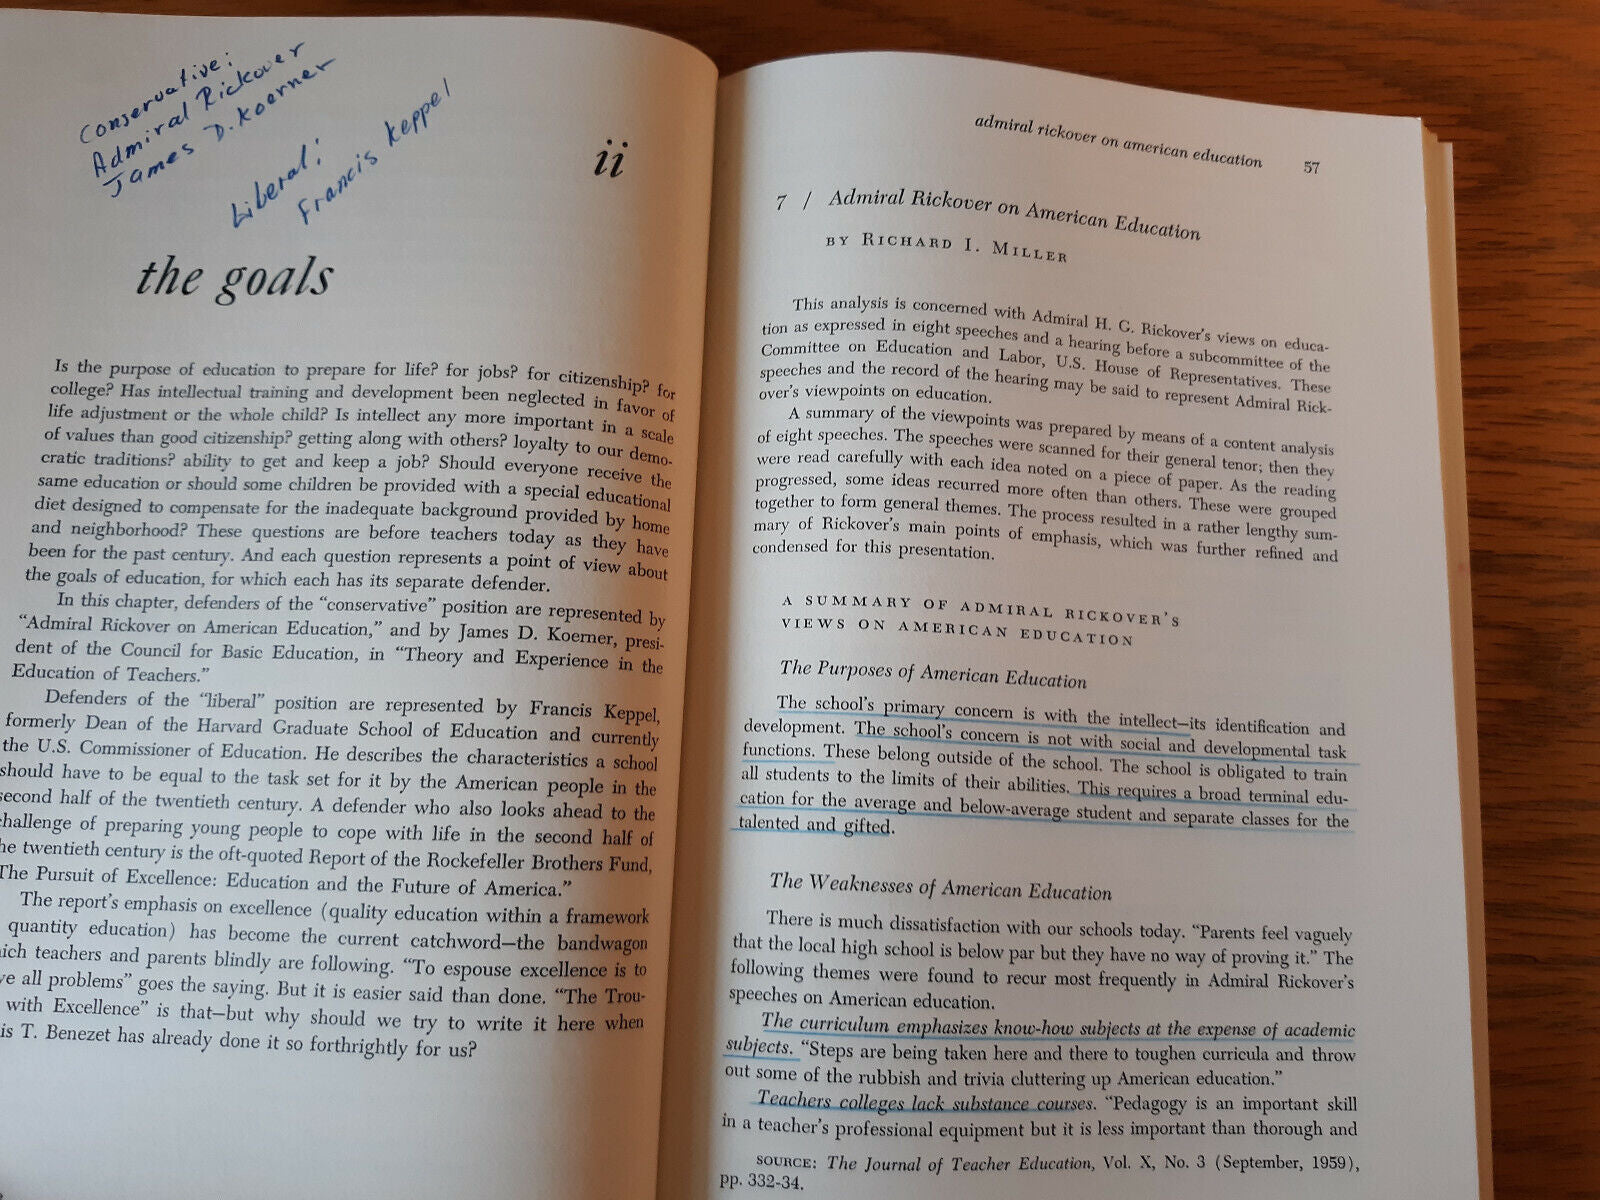 Conservative:
Admiral Rickover
James D. Koerner
Liberal:
Francis Keppel
ii
the goals
Is the purpose of education to prepare for life? for jobs? for citizenship? for
college? Has intellectual training and development been neglected in favor of
life adjustment or the whole child? Is intellect any more important in a scale
of values than good citizenship? getting along with others? loyalty to our demo-
cratic traditions? ability to get and keep a job? Should everyone receive the
same education or should some children be provided with a special educational
diet designed to compensate for the inadequate background provided by home
and neighborhood? These questions are before teachers today as they have
been for the past century. And each question represents a point of view about
the goals of education, for which each has its separate defender.
In this chapter, defenders of the "conservative" position are represented by
"Admiral Rickover on American Education," and by James D. Koerner, presi-
dent of the Council for Basic Education, in "Theory and Experience in the
Education of Teachers."
Defenders of the "liberal" position are represented by Francis Keppel,
formerly Dean of the Harvard Graduate School of Education and currently
the U.S. Commissioner of Education. He describes the characteristics a school
should have to be equal to the task set for it by the American people in the
second half of the twentieth century. A defender who also looks ahead to the
challenge of preparing young people to cope with life in the second half of
he twentieth century is the oft-quoted Report of the Rockefeller Brothers Fund,
The Pursuit of Excellence: Education and the Future of America."
The report's emphasis on excellence (quality education within a framework
quantity education) has become the current catchword—the bandwagon
ich teachers and parents blindly are following. "To espouse excellence is to
ve all problems" goes the saying. But it is easier said than done. "The Trou-
with Excellence" is that—but why should we try to write it here when
is T. Benezet has already done it so forthrightly for us?
admiral rickover on american education 57
7 / Admiral Rickover on American Education
BY RICHARD I. MILLER
This analysis is concerned with Admiral H. G. Rickover's views on educa-
tion as expressed in eight speeches and a hearing before a subcommittee of the
Committee on Education and Labor, U.S. House of Representatives. These
speeches and the record of the hearing may be said to represent Admiral Rick-
over's viewpoints on education.
A summary of the viewpoints was prepared by means of a content analysis
of eight speeches. The speeches were scanned for their general tenor; then they
were read carefully with each idea noted on a piece of paper. As the reading
progressed, some ideas recurred more often than others. These were grouped
together to form general themes. The process resulted in a rather lengthy sum-
mary of Rickover's main points of emphasis, which was further refined and
condensed for this presentation.
A SUMMARY OF ADMIRAL RICKOVER'S
VIEWS ON AMERICAN EDUCATION
The Purposes of American Education
The school's primary concern is with the intellect—its identification and
development. The school's concern is not with social and developmental task
functions. These belong outside of the school. The school is obligated to train
all students to the limits of their abilities. This requires a broad terminal edu-
cation for the average and below-average student and separate classes for the
talented and gifted.
The Weaknesses of American Education
There is much dissatisfaction with our schools today. "Parents feel vaguely
that the local high school is below par but they have no way of proving it." The
following themes were found to recur most frequently in Admiral Rickover's
speeches on American education.
The curriculum emphasizes know-how subjects at the expense of academic
subjects. "Steps are being taken here and there to toughen curricula and throw
out some of the rubbish and trivia cluttering up American education."
Teachers colleges lack substance courses. "Pedagogy is an important skill
in a teacher's professional equipment but it is less important than thorough and
SOURCE: The Journal of Teacher Education, Vol. X, No. 3 (September, 1959),
pp. 332-34.